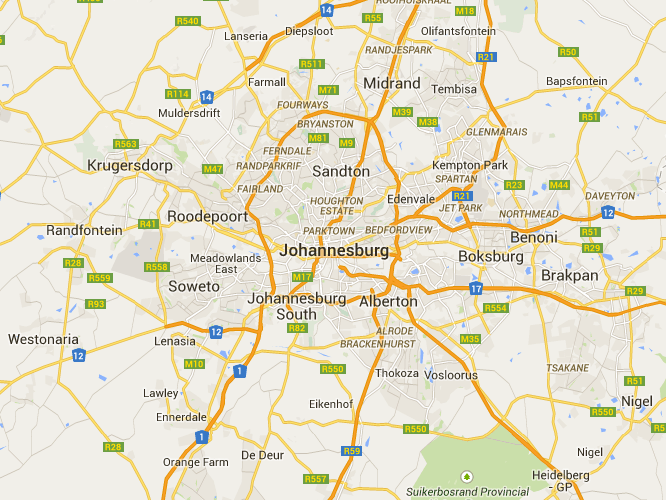 ROOIHUISKRAAL
14
M18
R55
R540
Diepsloot
Olifantsfontein
Lanseria
RANDJESPARK
R21
R50
R511
Farmall
Midrand
Bapsfontein
R114
14
M71
Tembisa
FOURWAYS
Muldersdrift
M39
R51
BRYANSTON
M38
GLENMARAIS
R563
M81
M9
FERNDALE
Krugersdorp
RANDPARKRIF
Kempton Park
M47
Sandton
SPARTAN
FAIRLAND
R23
M44
R21
DAVEYTON
HOUGHTON
ESTATE
Edenvale
JET PARK
Roodepoort
NORTHMEAD
12
R41
PARKTOWN
BEDFORDVIEW
Randfontein
Benoni
R51
Johannesburg
R29
R28
R558
Meadowlands
East
Boksburg
R559
M17
Brakpan
Soweto
17
R29
R93
Johannesburg
South
Alberton
R554
12
R82
ALRODE
Westonaria
Lenasia
BRACKENHURST
M35
12
M10
1
R550
Thokoza
Vosloorus
TSAKANE
R51
Lawley
Eikenhof
Nigel
Ennerdale
R550
R550
1
R28
R59
Nigel
Orange Farm
De Deur
R557
Heidelberg
- GP
Suikerbosrand Provincial